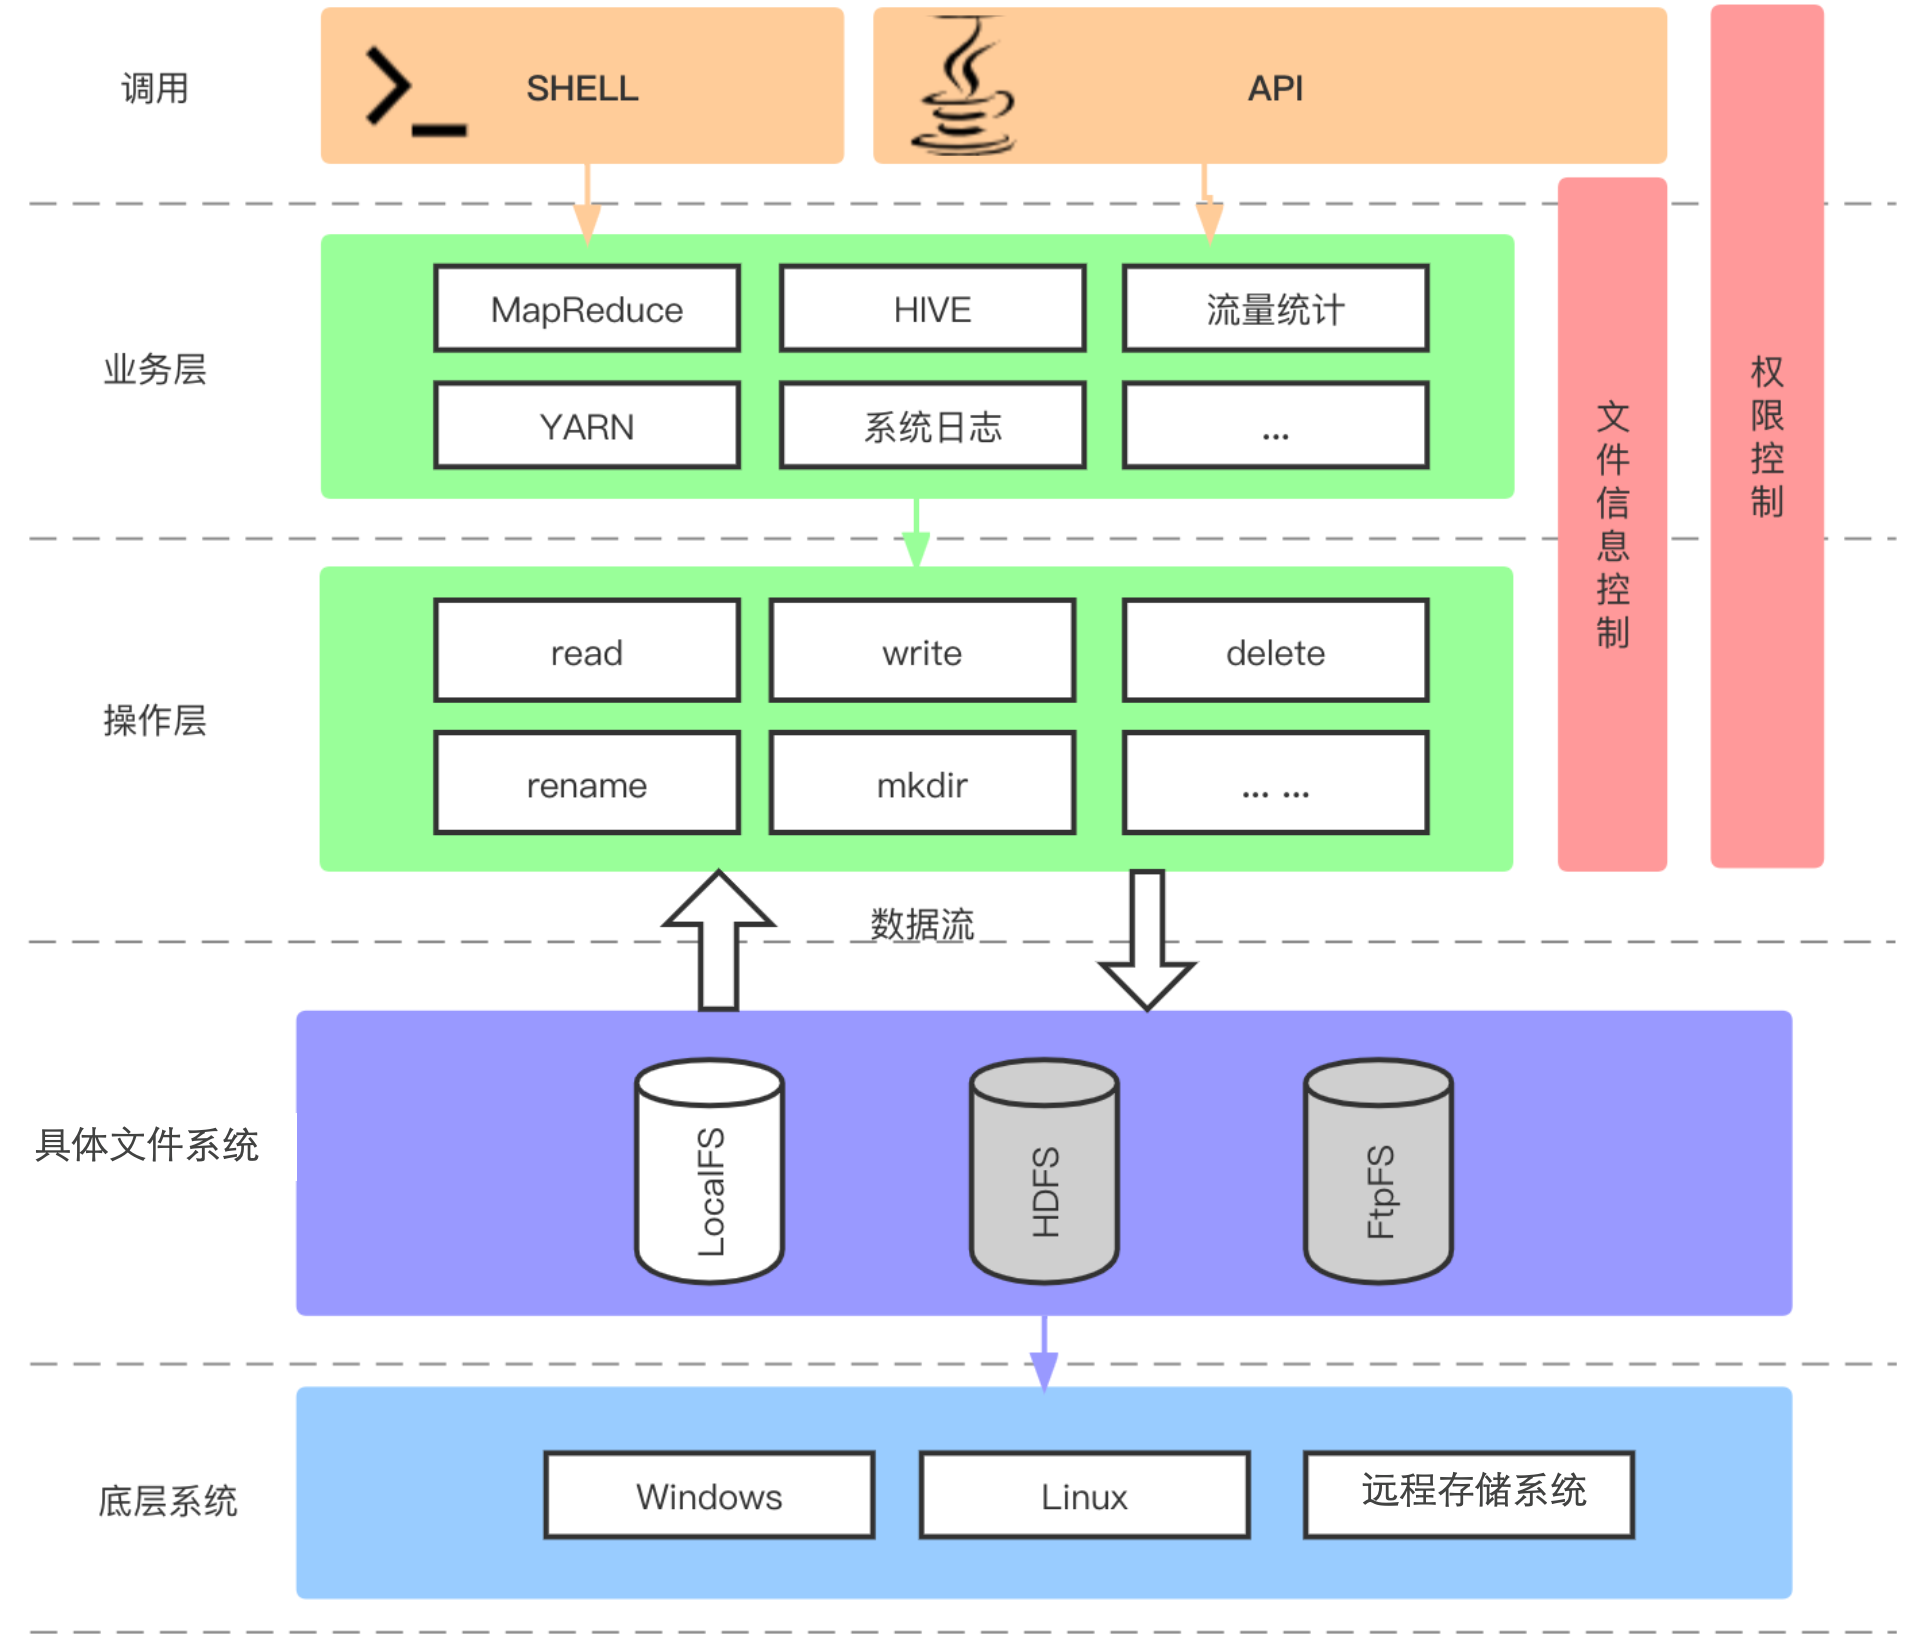 调用
SHELL
API
业务层
MapReduce
HIVE
流量统计
YARN
系统日志
...
操作层
read
write
delete
rename
mkdir
... ...
文件信息控制
权限控制
数据流
具体文件系统
LocalFS
HDFS
FtpFS
底层系统
Windows
Linux
远程存储系统